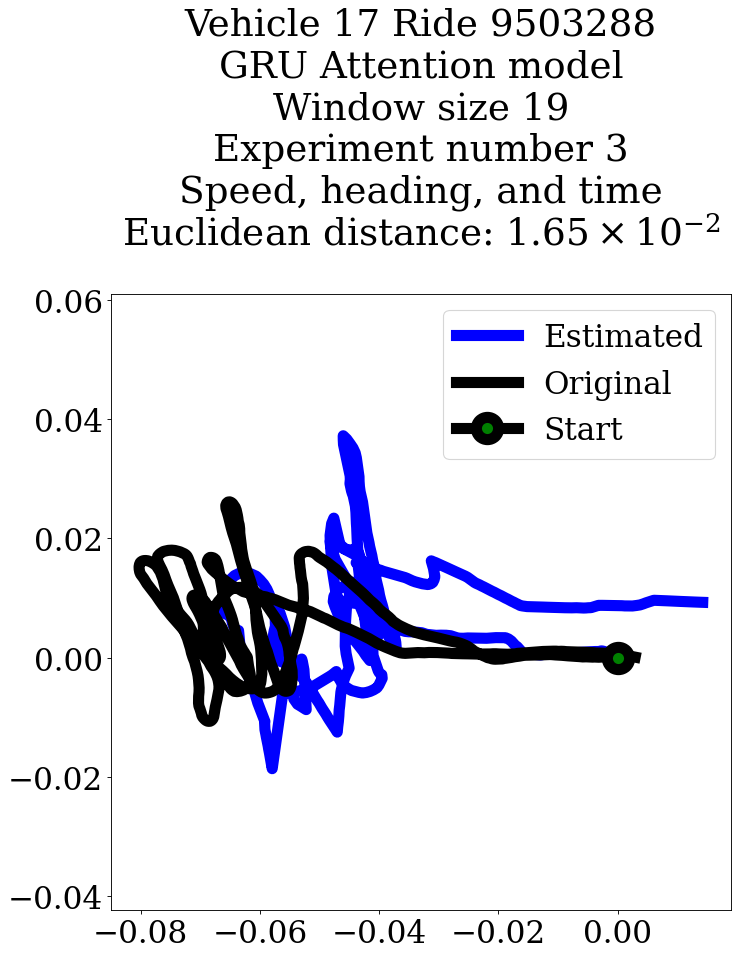 Vehicle 17 Ride 9503288
GRU Attention model
Window size 19
Experiment number 3
Speed, heading, and time
Euclidean distance: 1.65 × 10⁻²
0.06
0.04
0.02
0.00
−0.02
−0.04
Estimated
Original
Start
−0.08 −0.06 −0.04 −0.02 0.00